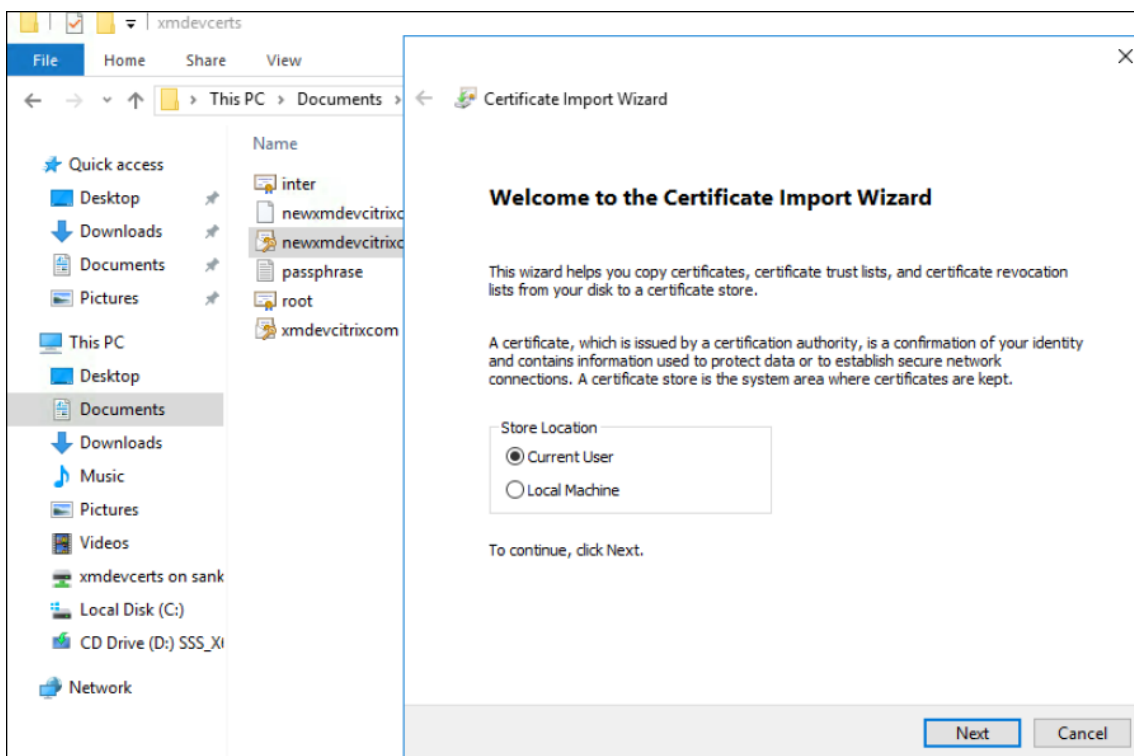 xmdevcerts
File Home Share View
This PC Documents
Name
Quick access
Desktop
Downloads
Documents
Pictures
This PC
Desktop
Documents
Downloads
Music
Pictures
Videos
xmdevcerts on sank
Local Disk (C:)
CD Drive (D:) SSS_X
Network
inter
newxmdevcitrixc
newxmdevcitrixc
passphrase
root
xmdevcitrixcom
Certificate Import Wizard
Welcome to the Certificate Import Wizard
This wizard helps you copy certificates, certificate trust lists, and certificate revocation
lists from your disk to a certificate store.
A certificate, which is issued by a certification authority, is a confirmation of your identity
and contains information used to protect data or to establish secure network
connections. A certificate store is the system area where certificates are kept.
Store Location
Current User
Local Machine
To continue, click Next.
Next Cancel